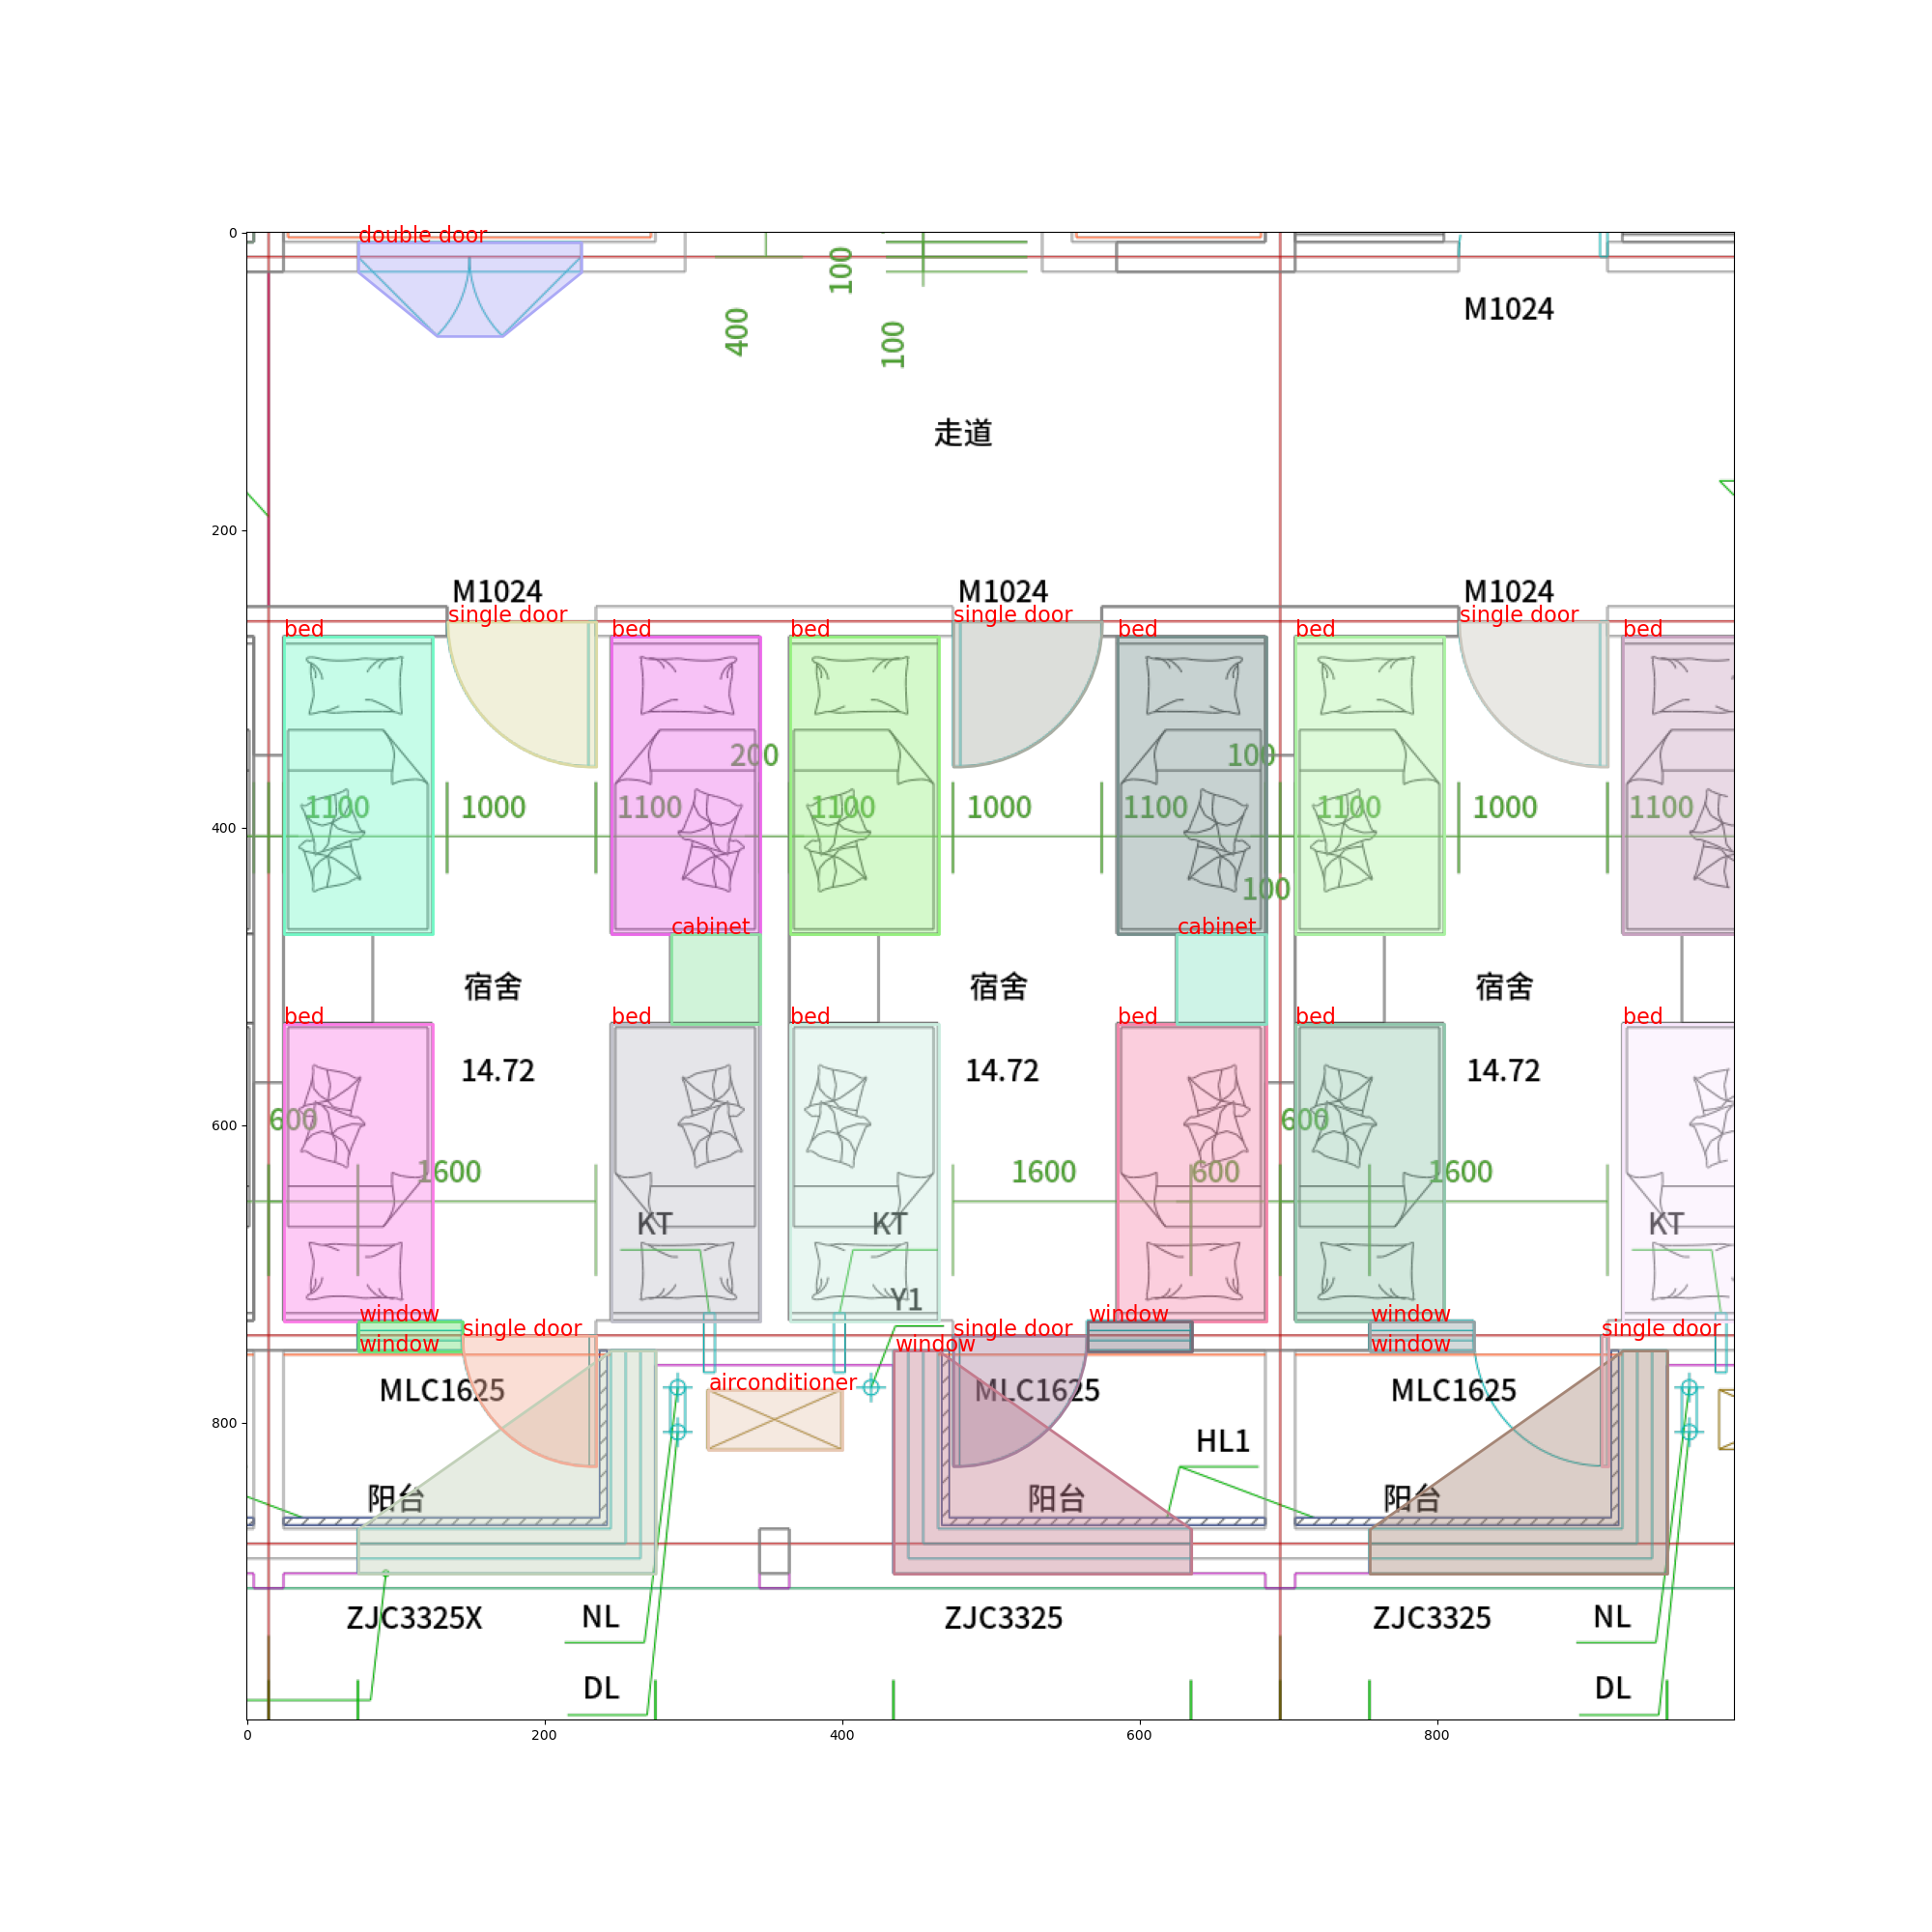 0
double door
100
400
100
M1024
走道
200
M1024
M1024
M1024
single door
single door
single door
bed
bed
bed
bed
bed
bed
200
100
1100
1000
1100
1100
1000
1100
1100
1000
1100
400
100
cabinet
cabinet
宿舍
宿舍
宿舍
bed
bed
bed
bed
bed
bed
14.72
14.72
14.72
600
600
600
1600
1600
600
1600
KT
KT
KT
Y1
window
window
window
single door
single door
single door
window
window
window
airconditioner
MLC1625
MLC1625
MLC1625
800
HL1
阳台
阳台
阳台
ZJC3325X
NL
ZJC3325
ZJC3325
NL
DL
DL
0
200
400
600
800